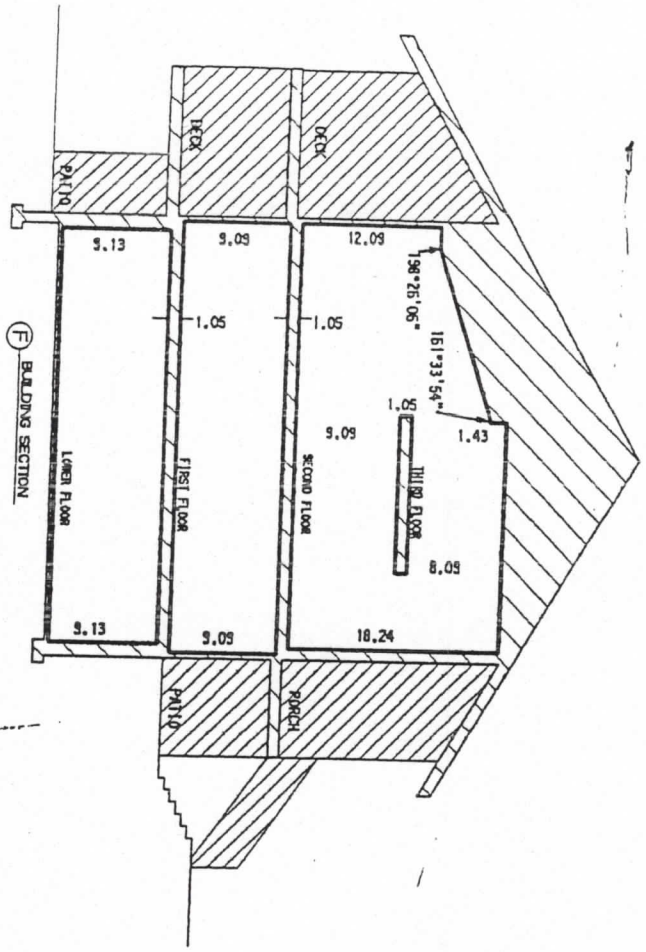 DECK
DECK
PATIO
9.13
9.09
12.09
198°26'06"
161°33'54"
1.05
1.05
1.05
1.43
9.09
THIRD FLOOR
8.09
SECOND FLOOR
FIRST FLOOR
LOWER FLOOR
9.13
9.09
18.24
PATIO
PORCH
F BUILDING SECTION